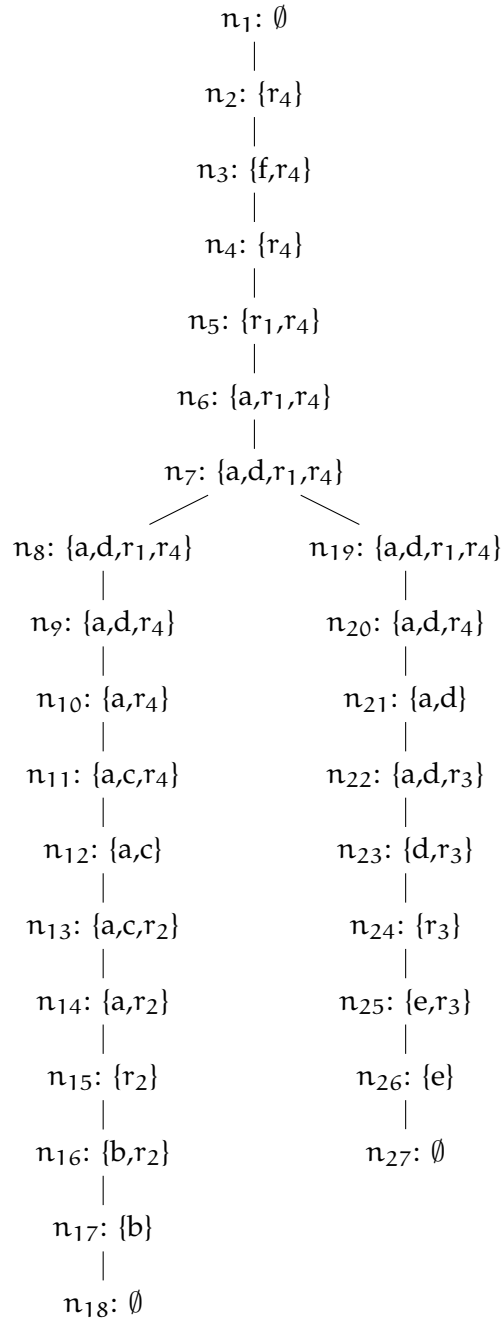 n₁: ∅
n₂: {r₄}
n₃: {f,r₄}
n₄: {r₄}
n₅: {r₁,r₄}
n₆: {a,r₁,r₄}
n₇: {a,d,r₁,r₄}
n₈: {a,d,r₁,r₄} n₁₉: {a,d,r₁,r₄}
n₉: {a,d,r₄} n₂₀: {a,d,r₄}
n₁₀: {a,r₄} n₂₁: {a,d}
n₁₁: {a,c,r₄} n₂₂: {a,d,r₃}
n₁₂: {a,c} n₂₃: {d,r₃}
n₁₃: {a,c,r₂} n₂₄: {r₃}
n₁₄: {a,r₂} n₂₅: {e,r₃}
n₁₅: {r₂} n₂₆: {e}
n₁₆: {b,r₂} n₂₇: ∅
n₁₇: {b}
n₁₈: ∅